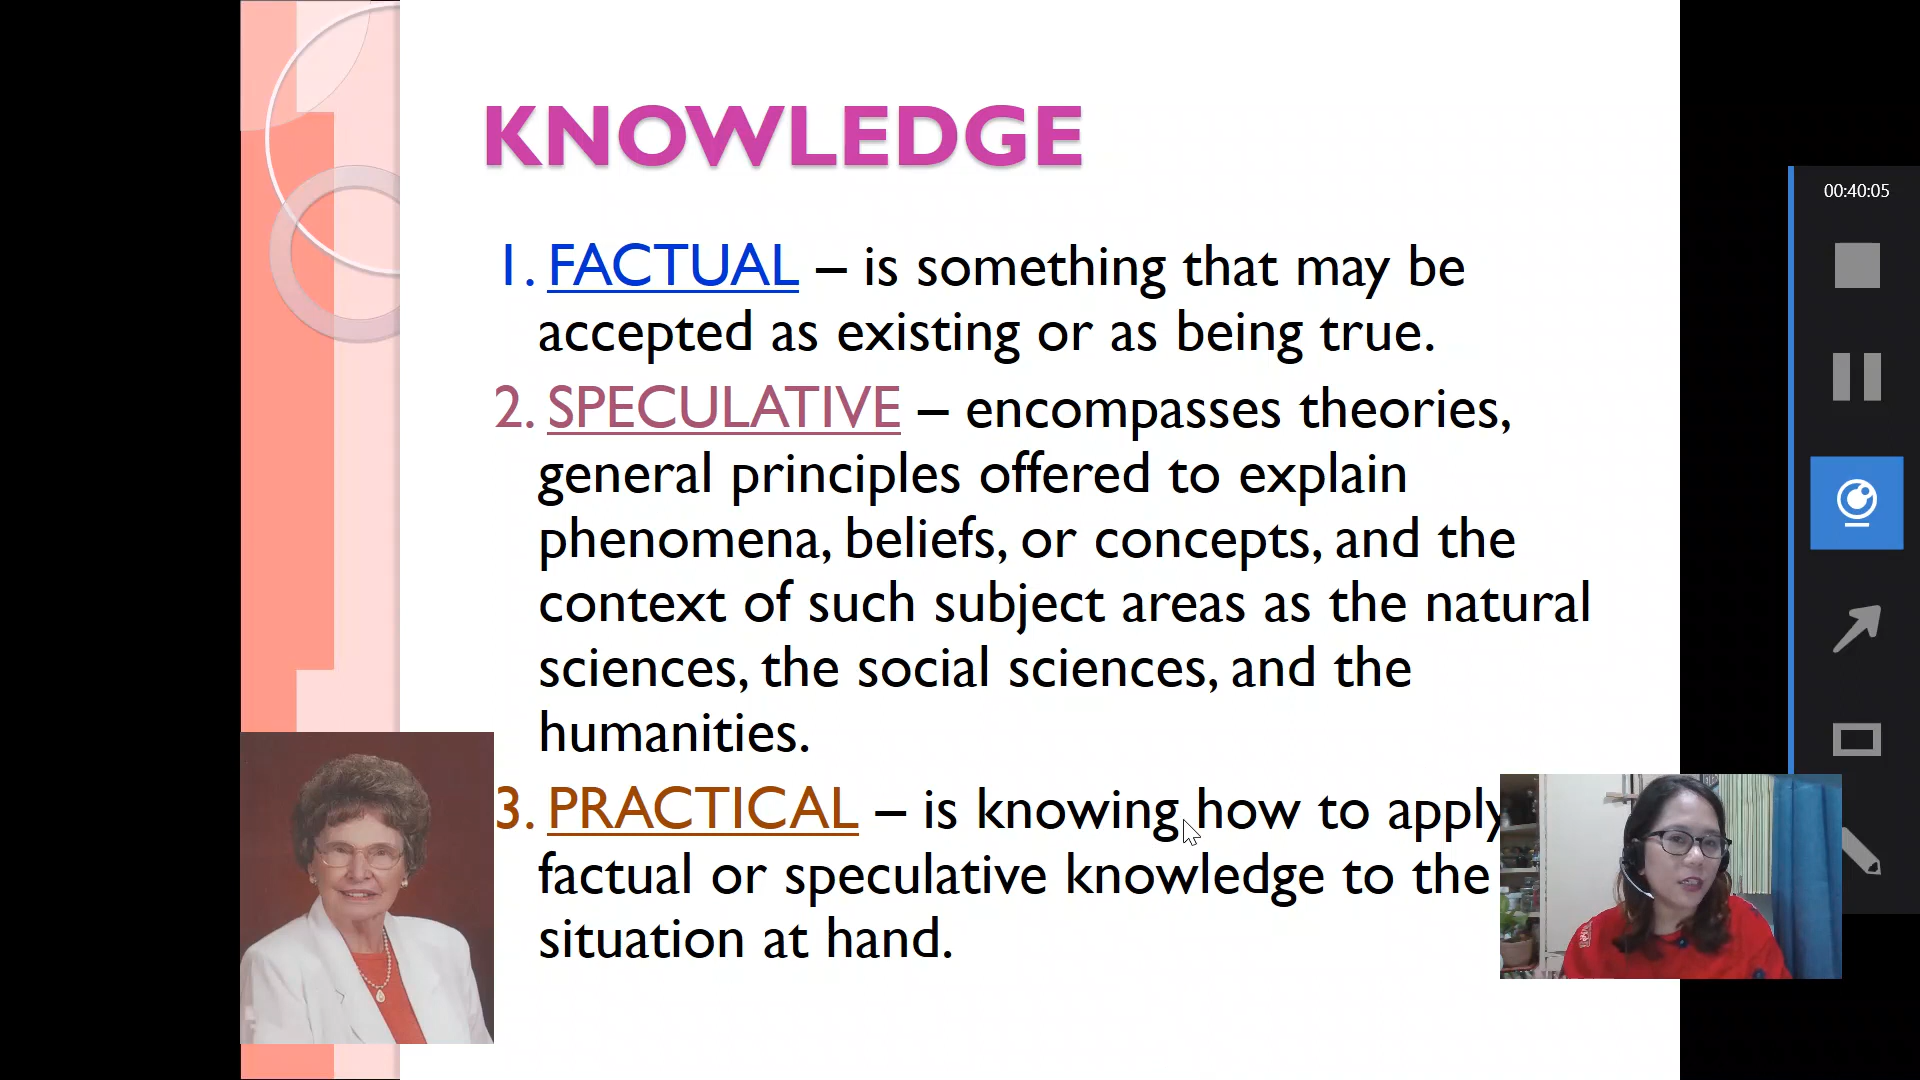 KNOWLEDGE
00:40:05
1. FACTUAL – is something that may be
accepted as existing or as being true.
2. SPECULATIVE – encompasses theories,
general principles offered to explain
phenomena, beliefs, or concepts, and the
context of such subject areas as the natural
sciences, the social sciences, and the
humanities.
3. PRACTICAL – is knowing how to apply
factual or speculative knowledge to the
situation at hand.